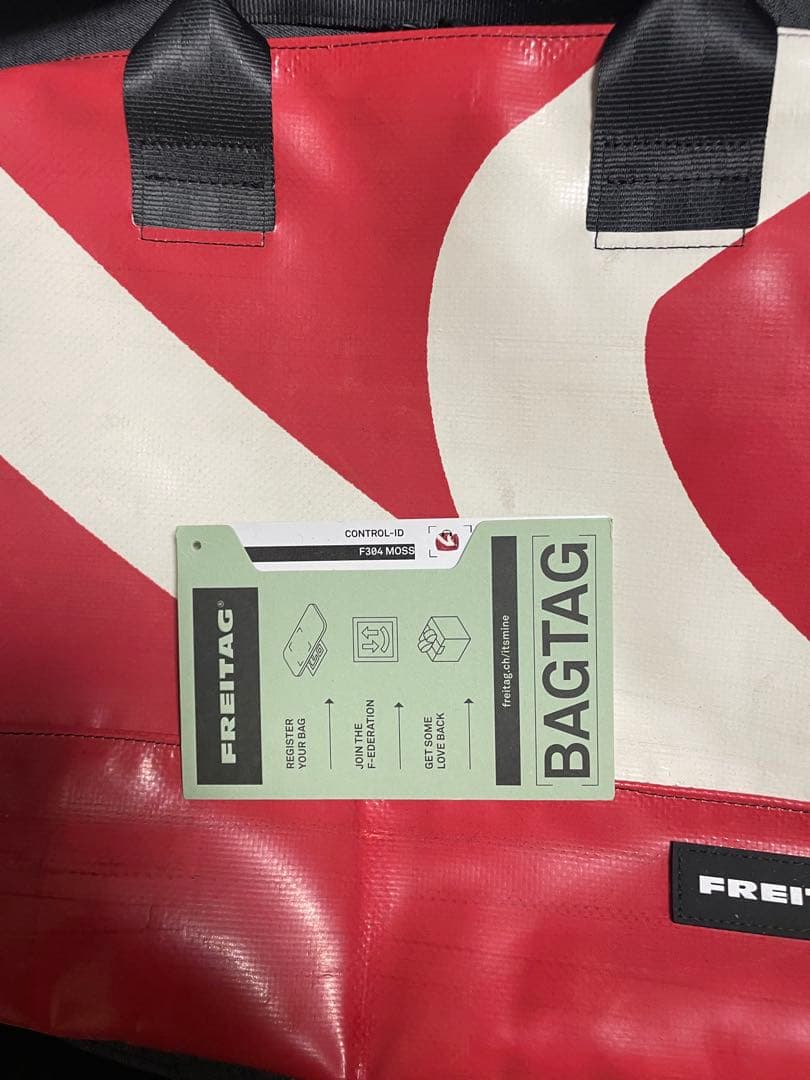 CONTROL-ID
F304 MOSS
FREITAG®
REGISTER
YOUR BAG
JOIN THE
F-EDERATION
GET SOME
LOVE BACK
freitag.ch/itsmine
[BAGTAG]
FREIT